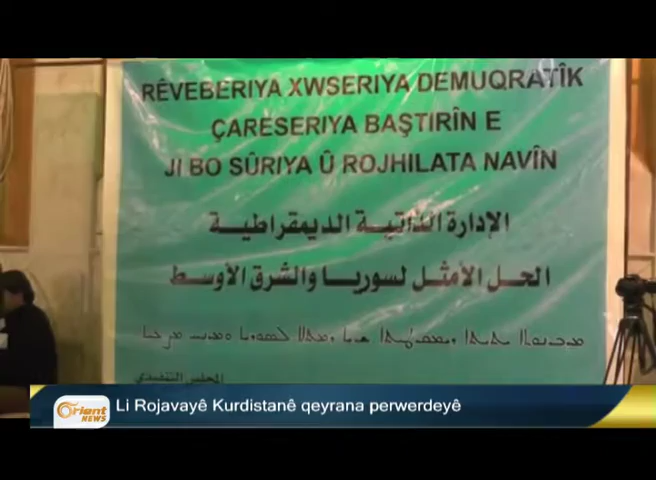 RÊVEBERIYA XWSERIYA DEMUQRATÎK
ÇARESERIYA BAŞTIRÎN E
JI BO SÛRIYA Û ROJHILATA NAVÎN
الإدارة الذاتية الديمقراطية
الحل الأمثل لسوريا والشرق الأوسط
المجلس التنفيذي
Orient NEWS
Li Rojavayê Kurdistanê qeyrana perwerdeyê